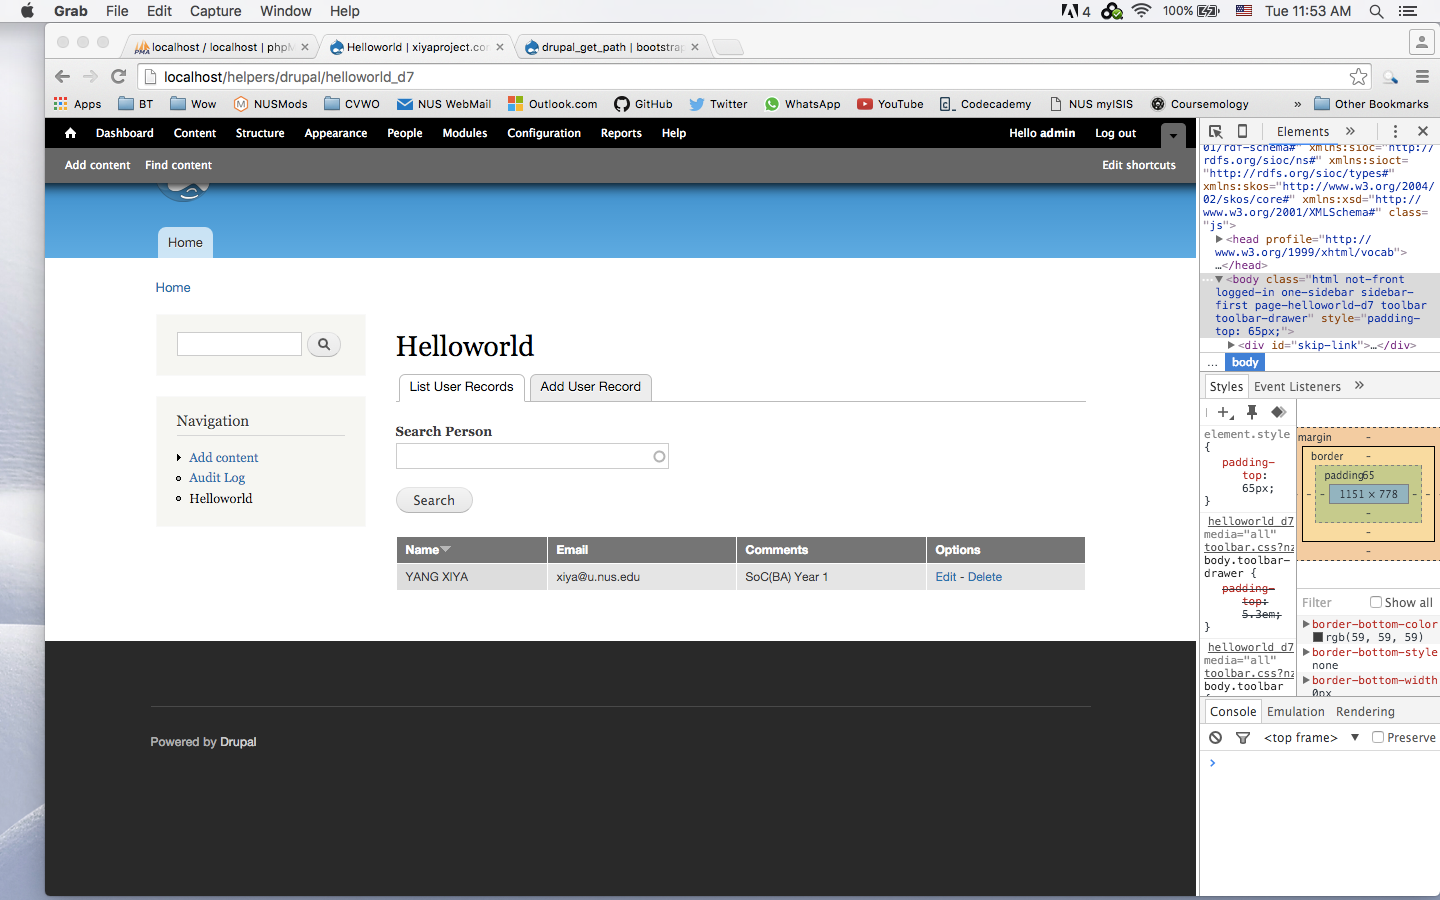 Grab File Edit Capture Window Help 4 100% Tue 11:53 AM
PMA localhost / localhost | phpM × Helloworld | xiyaproject.co × drupal_get_path | bootstrap ×
localhost/helpers/drupal/helloworld_d7
Apps BT Wow NUSMods CVWO NUS WebMail Outlook.com GitHub Twitter WhatsApp YouTube Codecademy NUS myISIS Coursemology » Other Bookmarks
Dashboard Content Structure Appearance People Modules Configuration Reports Help Hello admin Log out
Add content Find content Edit shortcuts
Home
Home
Helloworld
List User Records Add User Record
Navigation
Add content
Audit Log
Helloworld
Search Person
Search
Name Email Comments Options
YANG XIYA xiya@u.nus.edu SoC(BA) Year 1 Edit - Delete
Powered by Drupal
Elements »
01/rdf-schema#" xmlns:sioc="http://
rdfs.org/sioc/ns#" xmlns:sioct=
"http://rdfs.org/sioc/types#"
xmlns:skos="http://www.w3.org/2004/
02/skos/core#" xmlns:xsd="http://
www.w3.org/2001/XMLSchema#" class=
"js">
<head profile="http://
www.w3.org/1999/xhtml/vocab">
…</head>
<body class="html not-front
logged-in one-sidebar sidebar-
first page-helloworld-d7 toolbar
toolbar-drawer" style="padding-
top: 65px;">
<div id="skip-link">…</div>
... body
Styles Event Listeners »
element.style
{
padding-
top:
65px;
}
helloworld_d7
media="all"
toolbar.css?nz
body.toolbar-
drawer {
padding-
top:
5.3em;
}
helloworld_d7
media="all"
toolbar.css?nz
body.toolbar
margin -
border -
padding65
- - 1151 × 778 - -
-
-
-
Filter Show all
border-bottom-color
rgb(59, 59, 59)
border-bottom-style
none
border-bottom-width
0px
Console Emulation Rendering
<top frame> ▼ Preserve
>